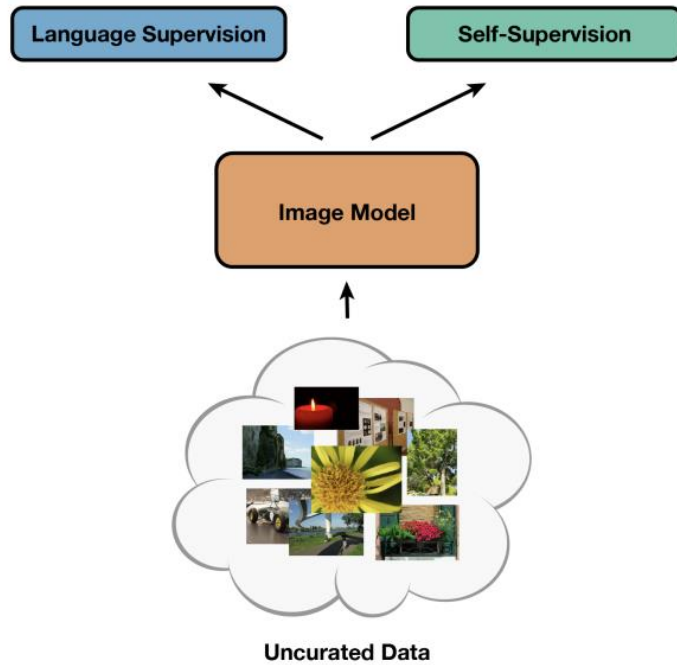 Language Supervision
Self-Supervision
Image Model
Uncurated Data